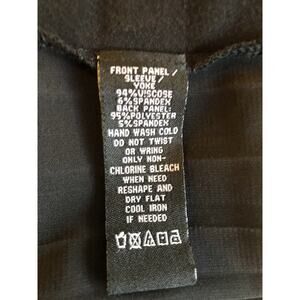 FRONT PANEL/
SLEEVE/
YOKE
94%VISCOSE
6%SPANDEX
BACK PANEL:
95%POLYESTER
5%SPANDEX
HAND WASH COLD
DO NOT TWIST
OR WRING
ONLY NON-
CHLORINE BLEACH
WHEN NEED
RESHAPE AND
DRY FLAT
COOL IRON
IF NEEDED